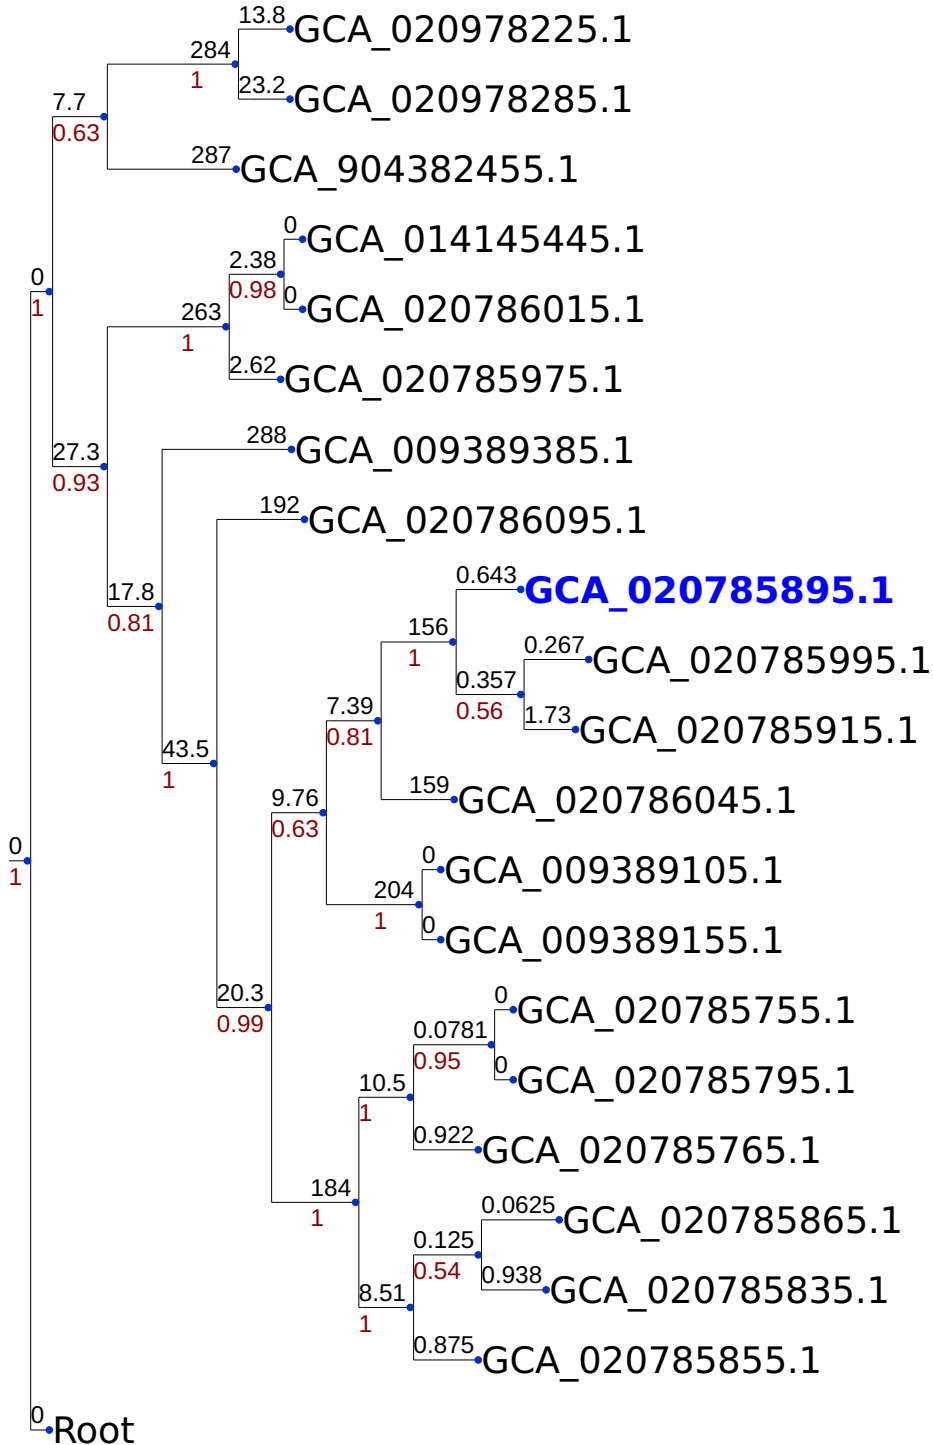 13.8
GCA_020978225.1
284
1
23.2
GCA_020978285.1
7.7
0.63
287
GCA_904382455.1
0
GCA_014145445.1
2.38
0.98
0
1
0
GCA_020786015.1
263
1
2.62
GCA_020785975.1
288
GCA_009389385.1
27.3
0.93
192
GCA_020786095.1
0.643
GCA_020785895.1
17.8
0.81
156
1
0.267
GCA_020785995.1
0.357
0.56
7.39
0.81
1.73
GCA_020785915.1
43.5
1
159
GCA_020786045.1
9.76
0.63
0
1
0
GCA_009389105.1
204
1
0
GCA_009389155.1
20.3
0.99
0
GCA_020785755.1
0.0781
0.95
0
GCA_020785795.1
10.5
1
0.922
GCA_020785765.1
184
1
0.0625
GCA_020785865.1
0.125
0.54
0.938
GCA_020785835.1
8.51
1
0.875
GCA_020785855.1
0
Root